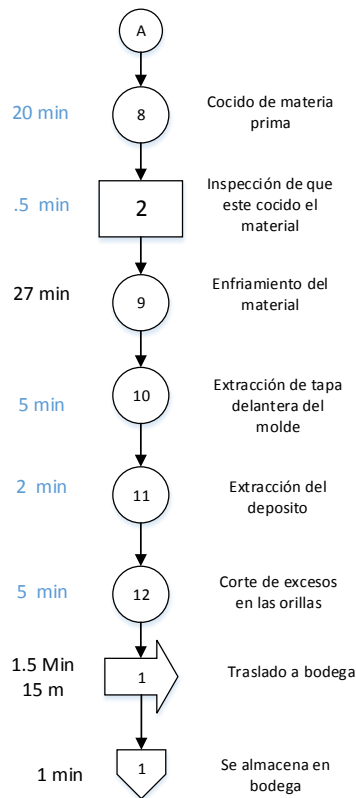 A
20 min
8
Cocido de materia
prima
.5 min
2
Inspección de que
este cocido el
material
27 min
9
Enfriamiento del
material
5 min
10
Extracción de tapa
delantera del
molde
2 min
11
Extracción del
deposito
5 min
12
Corte de excesos
en las orillas
1.5 Min
15 m
1
Traslado a bodega
1 min
1
Se almacena en
bodega